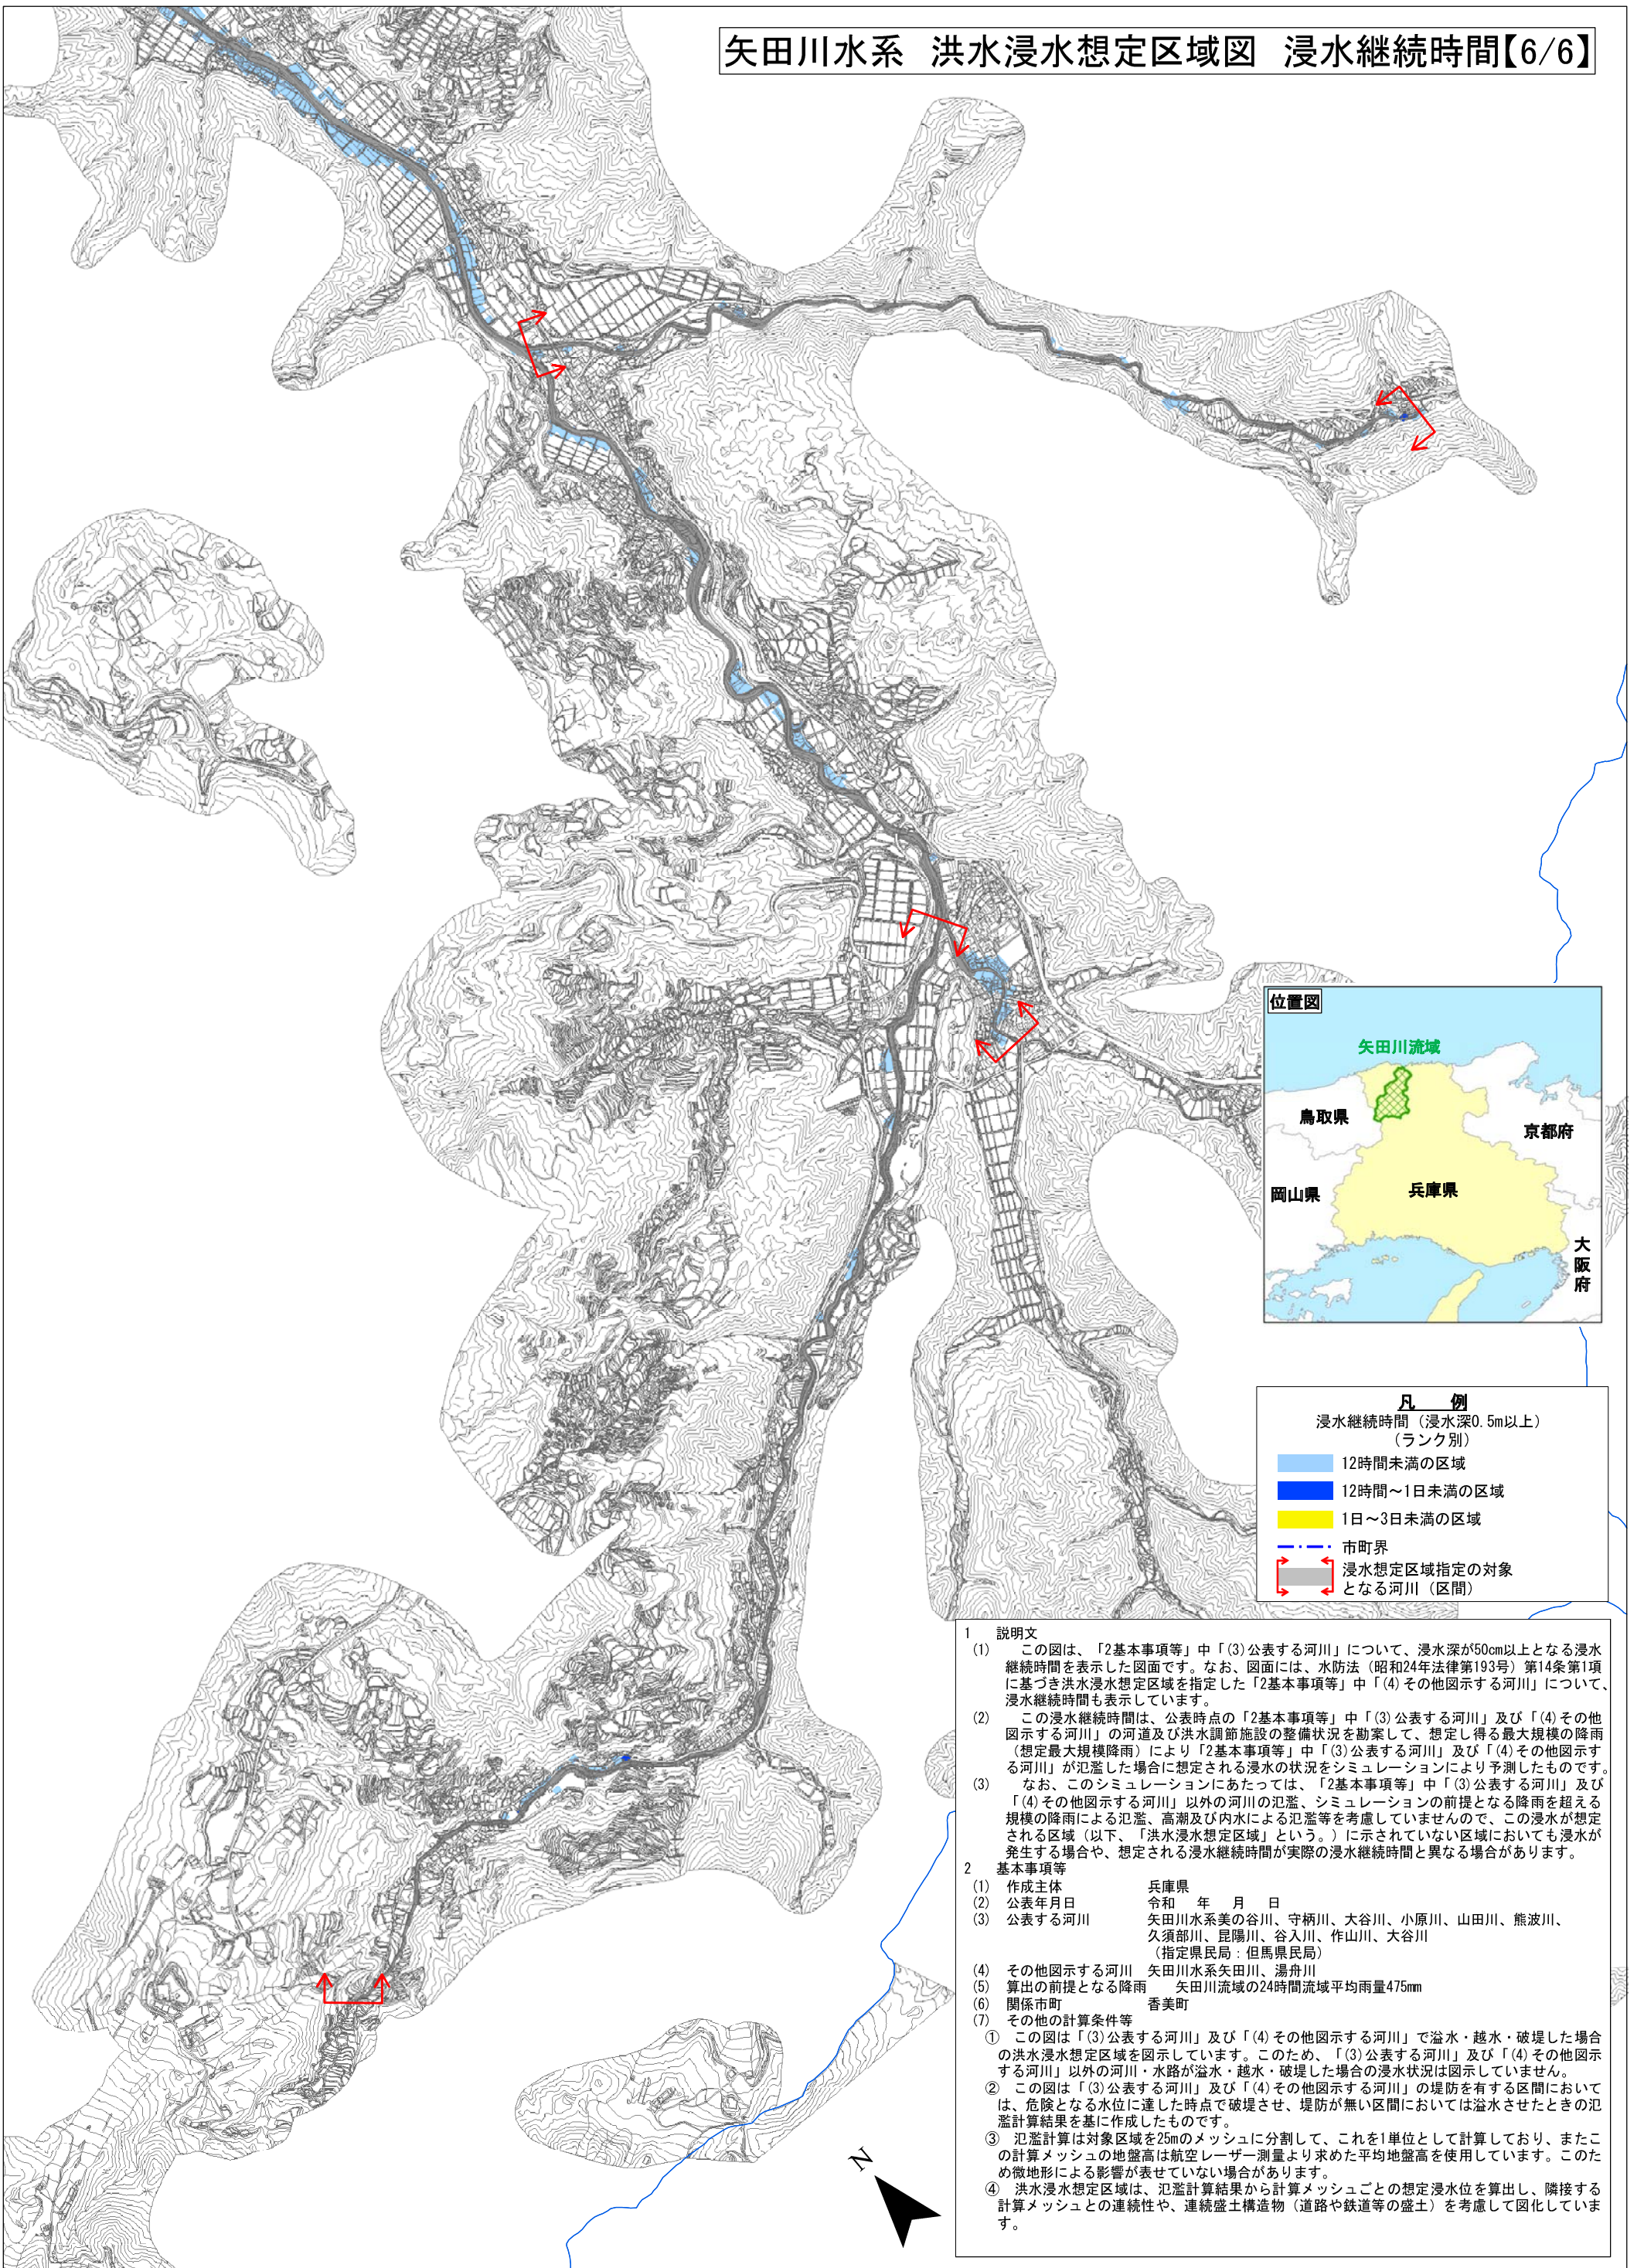 矢田川水系 洪水浸水想定区域図 浸水継続時間【6/6】
位置図
矢田川流域
鳥取県
京都府
岡山県
兵庫県
大阪府
凡 例
浸水継続時間（浸水深0.5m以上）
（ランク別）
12時間未満の区域
12時間～1日未満の区域
1日～3日未満の区域
市町界
浸水想定区域指定の対象
となる河川（区間）
1 説明文
(1) この図は、「2基本事項等」中「(3)公表する河川」について、浸水深が50cm以上となる浸水
継続時間を表示した図面です。なお、図面には、水防法（昭和24年法律第193号）第14条第1項
に基づき洪水浸水想定区域を指定した「2基本事項等」中「(4)その他図示する河川」について、
浸水継続時間も表示しています。
(2) この浸水継続時間は、公表時点の「2基本事項等」中「(3)公表する河川」及び「(4)その他
図示する河川」の河道及び洪水調節施設の整備状況を勘案して、想定し得る最大規模の降雨
（想定最大規模降雨）により「2基本事項等」中「(3)公表する河川」及び「(4)その他図示す
る河川」が氾濫した場合に想定される浸水の状況をシミュレーションにより予測したものです。
(3) なお、このシミュレーションにあたっては、「2基本事項等」中「(3)公表する河川」及び
「(4)その他図示する河川」以外の河川の氾濫、シミュレーションの前提となる降雨を超える
規模の降雨による氾濫、高潮及び内水による氾濫等を考慮していませんので、この浸水が想定
される区域（以下、「洪水浸水想定区域」という。）に示されていない区域においても浸水が
発生する場合や、想定される浸水継続時間が実際の浸水継続時間と異なる場合があります。
2 基本事項等
(1) 作成主体 兵庫県
(2) 公表年月日 令和 年 月 日
(3) 公表する河川 矢田川水系美の谷川、守柄川、大谷川、小原川、山田川、熊波川、
久須部川、昆陽川、谷入川、作山川、大谷川
（指定県民局：但馬県民局）
(4) その他図示する河川 矢田川水系矢田川、湯舟川
(5) 算出の前提となる降雨 矢田川流域の24時間流域平均雨量475mm
(6) 関係市町 香美町
(7) その他の計算条件等
① この図は「(3)公表する河川」及び「(4)その他図示する河川」で溢水・越水・破堤した場合
の洪水浸水想定区域を図示しています。このため、「(3)公表する河川」及び「(4)その他図示
する河川」以外の河川・水路が溢水・越水・破堤した場合の浸水状況は図示していません。
② この図は「(3)公表する河川」及び「(4)その他図示する河川」の堤防を有する区間において
は、危険となる水位に達した時点で破堤させ、堤防が無い区間においては溢水させたときの氾
濫計算結果を基に作成したものです。
③ 氾濫計算は対象区域を25mのメッシュに分割して、これを1単位として計算しており、またこ
の計算メッシュの地盤高は航空レーザー測量より求めた平均地盤高を使用しています。このた
め微地形による影響が表せていない場合があります。
④ 洪水浸水想定区域は、氾濫計算結果から計算メッシュごとの想定浸水位を算出し、隣接する
計算メッシュとの連続性や、連続盛土構造物（道路や鉄道等の盛土）を考慮して図化していま
す。
N